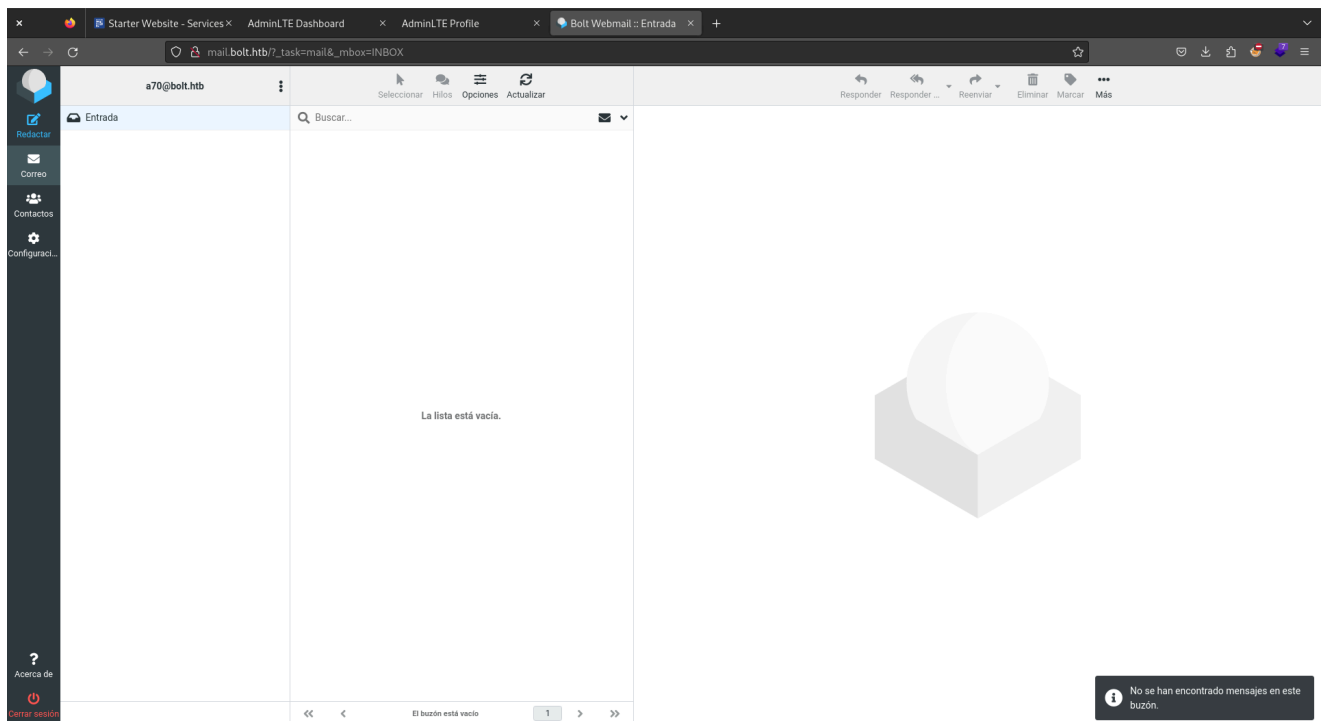 Starter Website - Services
AdminLTE Dashboard
AdminLTE Profile
Bolt Webmail :: Entrada
mail.bolt.htb/?_task=mail&_mbox=INBOX
a70@bolt.htb
Seleccionar Hilos Opciones Actualizar
Responder Responder ... Reenviar Eliminar Marcar Más
Redactar
Correo
Contactos
Configuraci...
Entrada
Buscar...
La lista está vacía.
Acerca de
Cerrar sesión
El buzón está vacío
1
No se han encontrado mensajes en este
buzón.